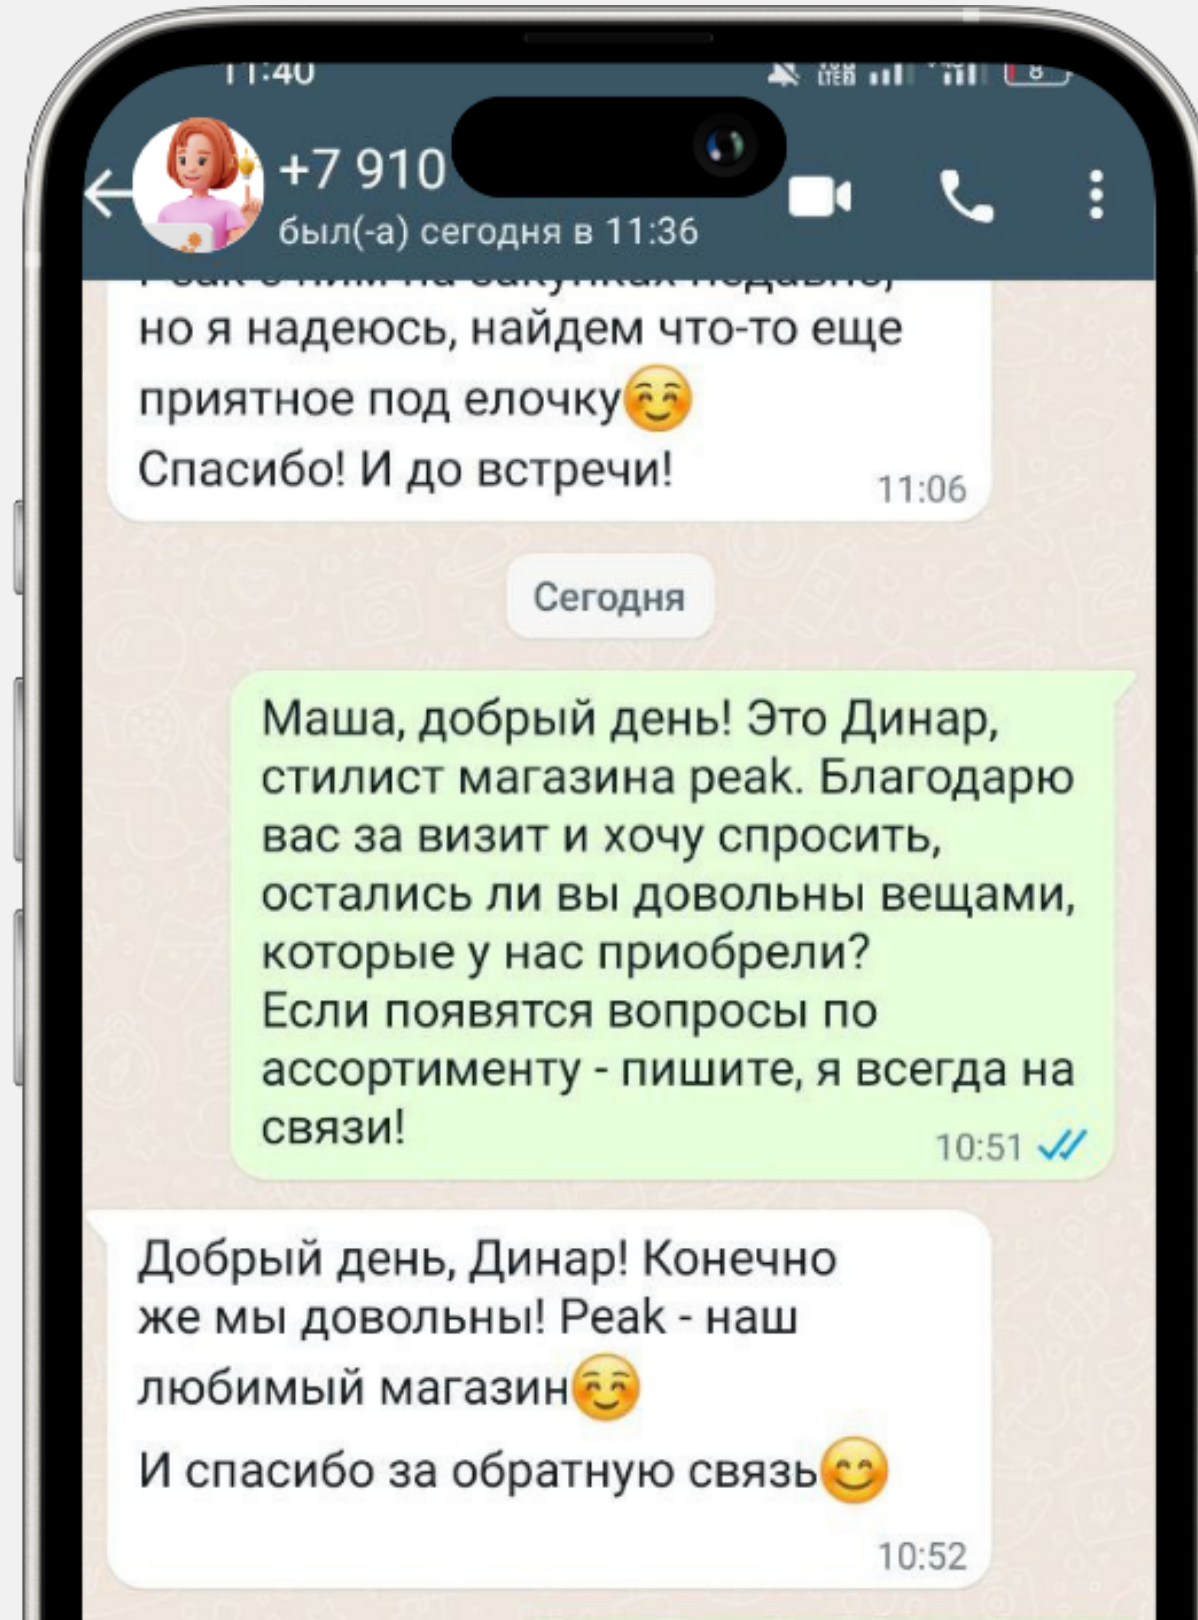 11:40
+7 910
был(-а) сегодня в 11:36
но я надеюсь, найдем что-то еще
приятное под елочку☺️
Спасибо! И до встречи!
11:06
Сегодня
Маша, добрый день! Это Динар,
стилист магазина peak. Благодарю
вас за визит и хочу спросить,
остались ли вы довольны вещами,
которые у нас приобрели?
Если появятся вопросы по
ассортименту - пишите, я всегда на
связи!
10:51
Добрый день, Динар! Конечно
же мы довольны! Peak - наш
любимый магазин☺️
И спасибо за обратную связь😊
10:52